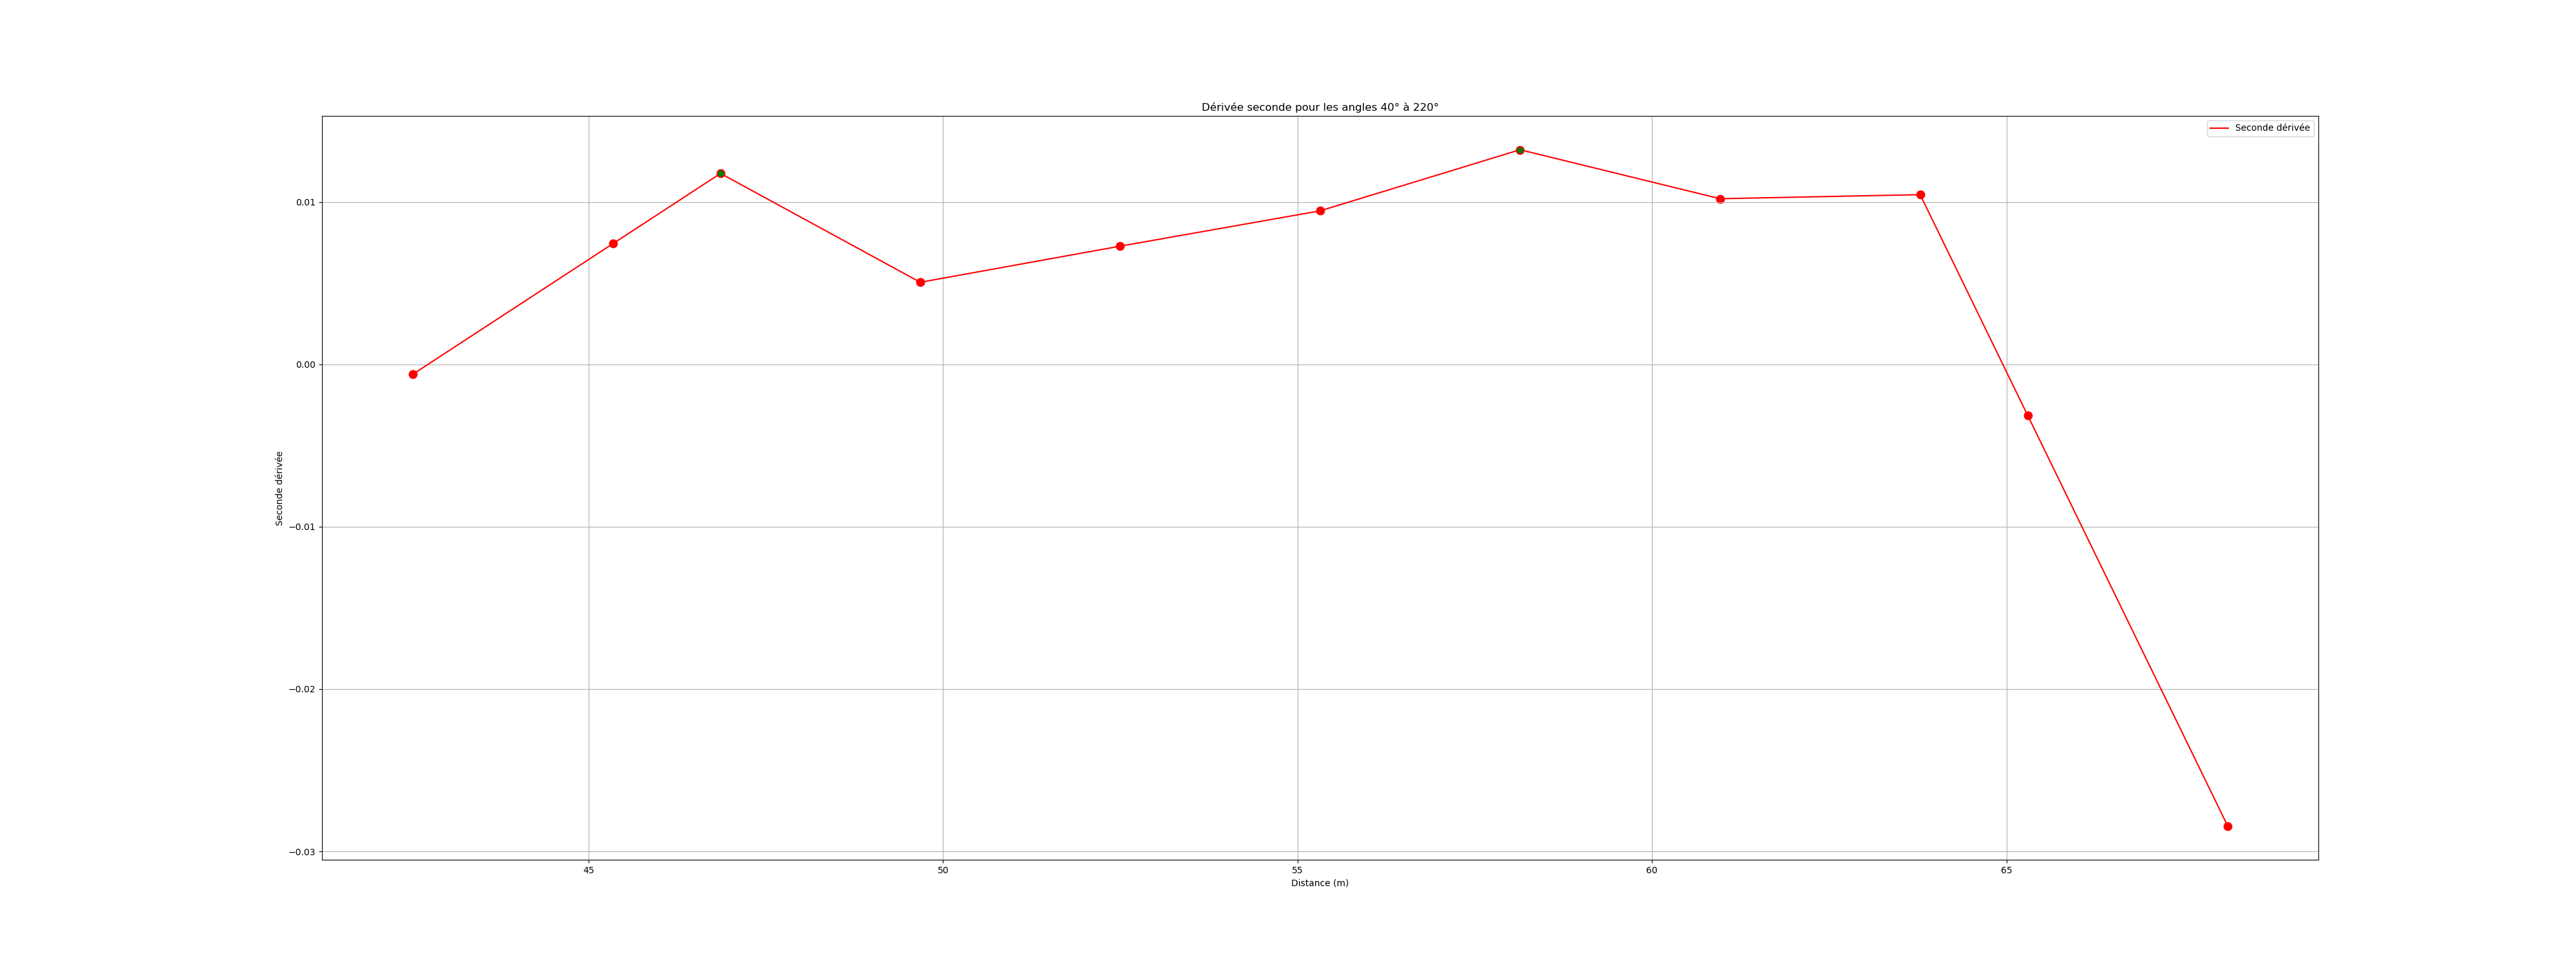 Dérivée seconde pour les angles 40° à 220°
Seconde dérivée
0.01
0.00
−0.01
−0.02
−0.03
Seconde dérivée
45
50
55
60
65
Distance (m)